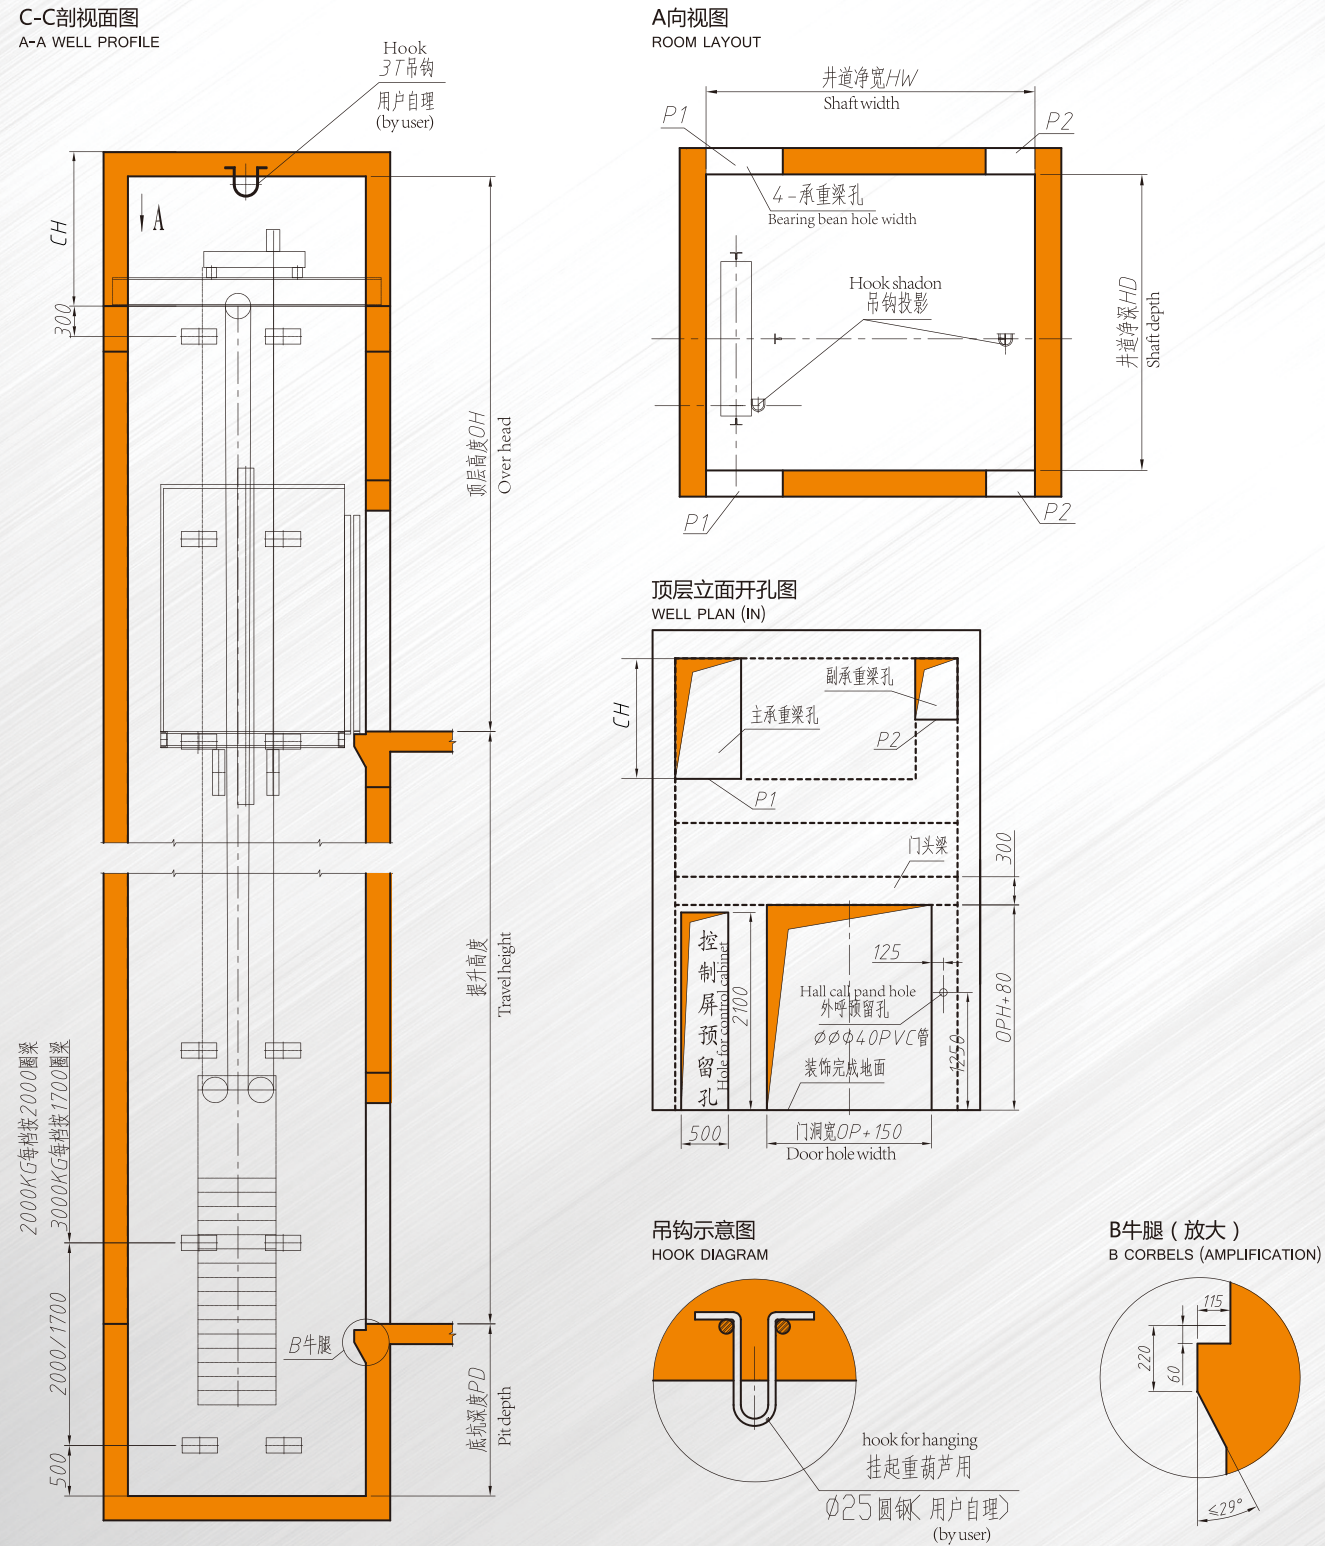 C-C剖视面图
A-A WELL PROFILE
Hook
3T吊钩
用户自理
(by user)
CH
A
300
顶层高度OH
Over head
提升高度
Travel height
2000KG每档按2000圈梁
3000KG每档按1700圈梁
2000/1700
500
B牛腿
底坑深度PD
Pit depth
A向视图
ROOM LAYOUT
井道净宽HW
Shaft width
P1
P2
4-承重梁孔
Bearing bean hole width
Hook shadon
吊钩投影
井道净深HD
Shaft depth
P1
P2
顶层立面开孔图
WELL PLAN (IN)
CH
副承重梁孔
主承重梁孔
P2
P1
门头梁
300
控制屏预留孔
Hole for control cabinet
2100
125
Hall call pand hole
外呼预留孔
ØØφ40PVC管
装饰完成地面
1250
OPH+80
500
门洞宽OP+150
Door hole width
吊钩示意图
HOOK DIAGRAM
hook for hanging
挂起重葫芦用
Ø25圆钢〈用户自理〉
(by user)
B牛腿（放大）
B CORBELS (AMPLIFICATION)
115
220
60
≤29°